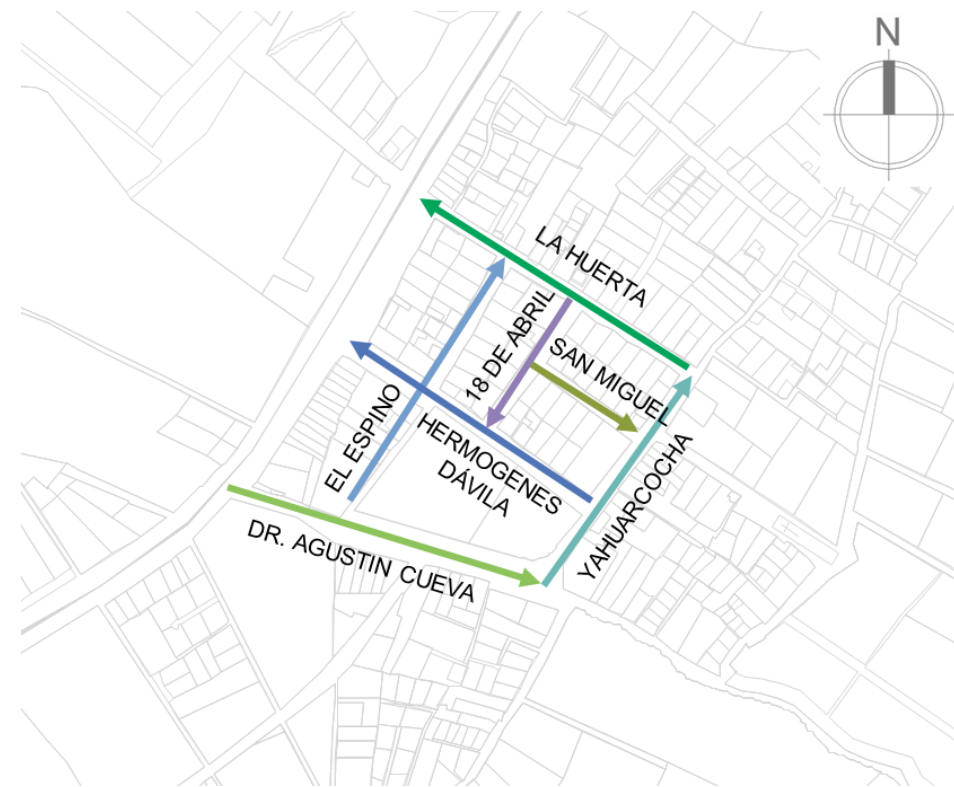 N
LA HUERTA
18 DE ABRIL
SAN MIGUEL
EL ESPINO
HERMOGENES
DÁVILA
YAHUARCOCHA
DR. AGUSTIN CUEVA